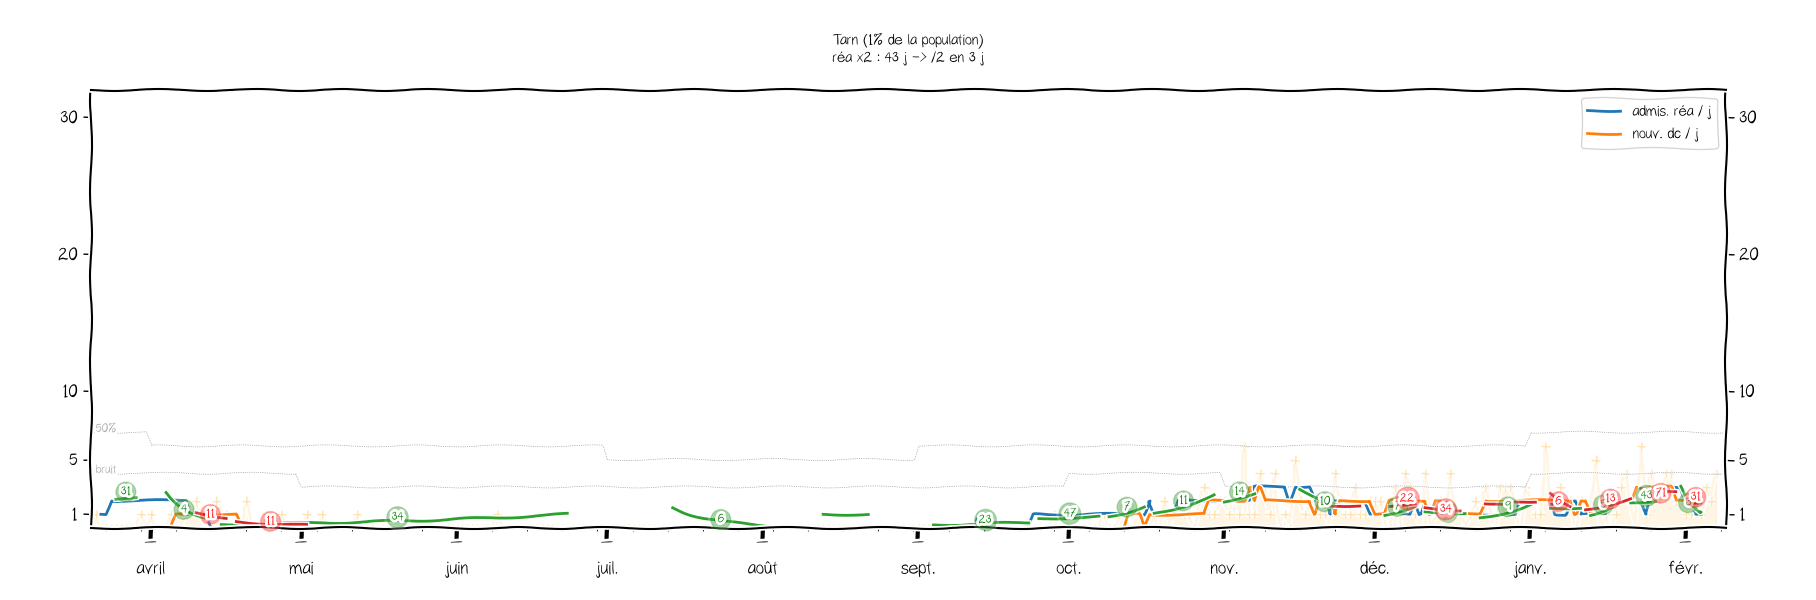 Tarn (1% de la population)
réa x2 : 43 j -> /2 en 3 j
admis. réa / j
nouv. dc / j
30
30
20
20
10
10
50%
5
5
bruit
1
1
31
4
11
11
34
6
23
47
7
11
14
10
22
34
9
6
13
43
71
31
avril
mai
juin
juil.
août
sept.
oct.
nov.
déc.
janv.
févr.